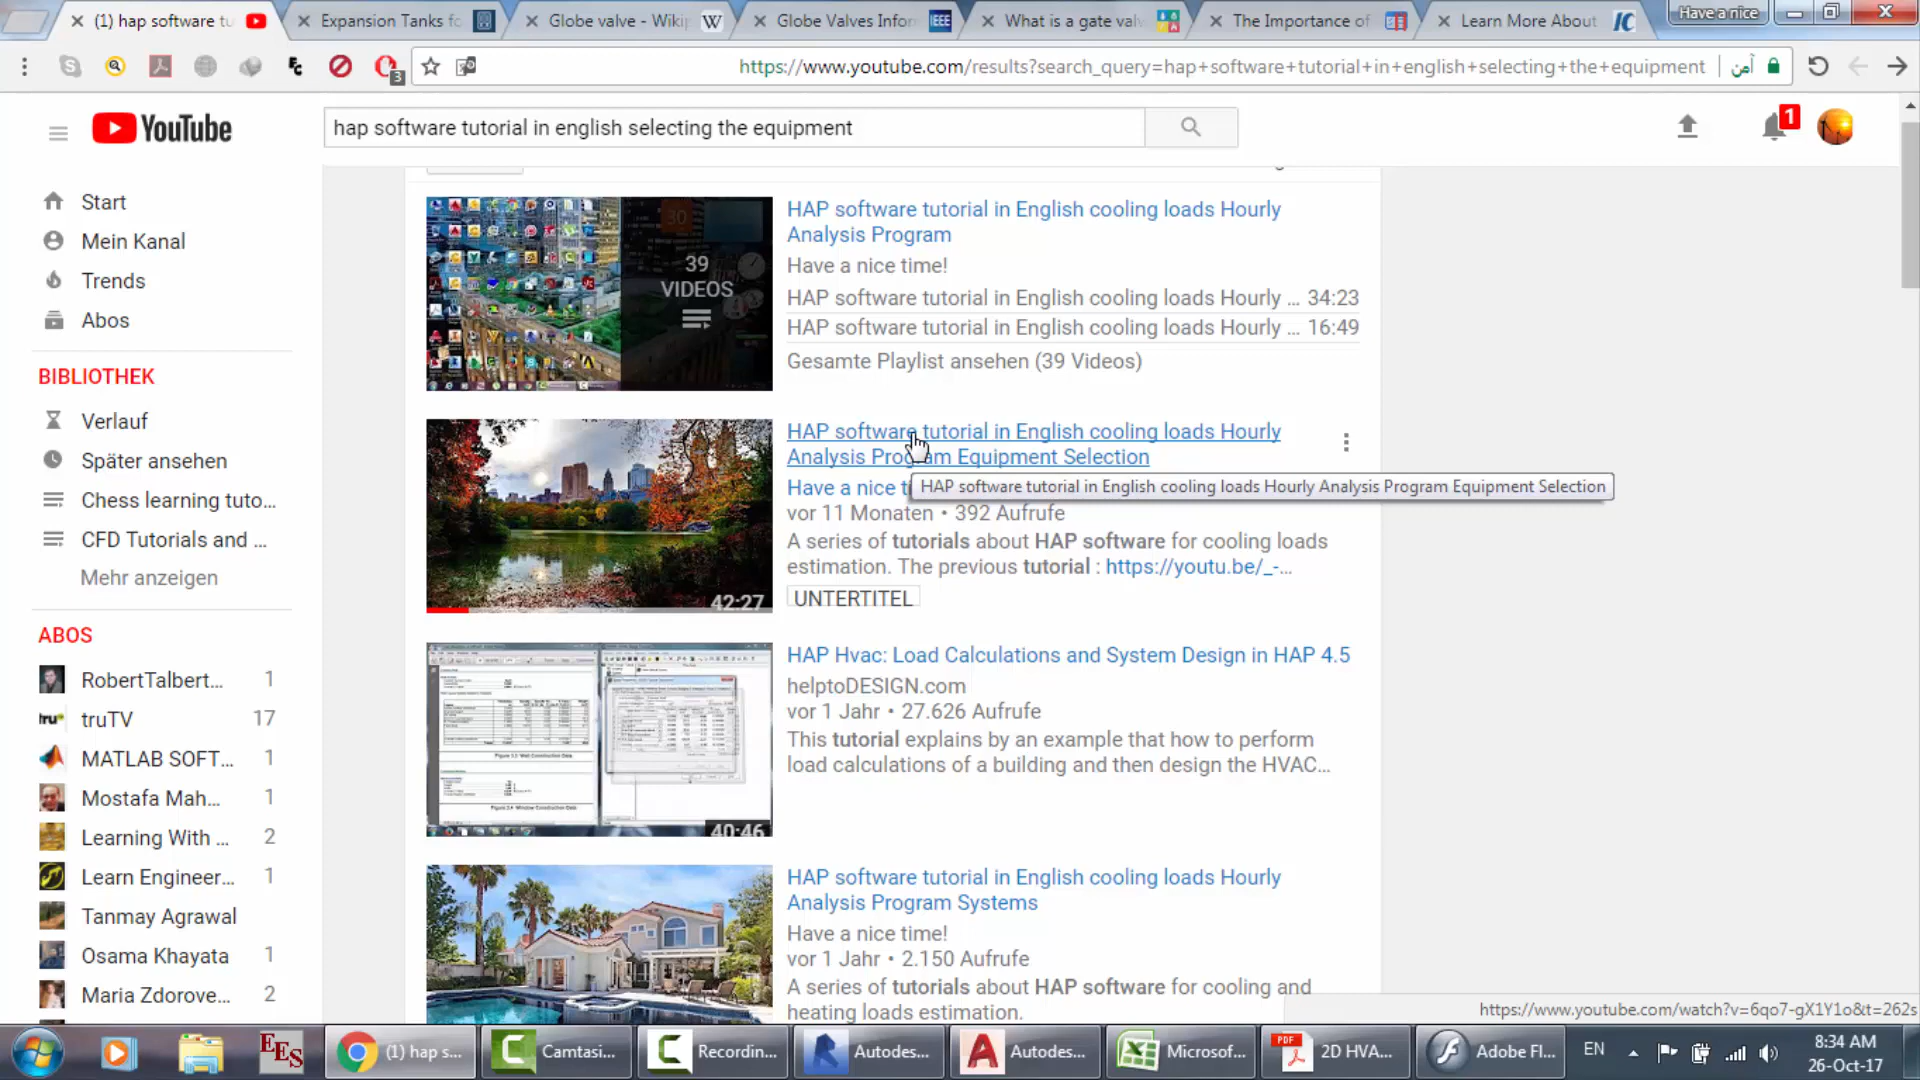 (1) hap software tu
Expansion Tanks fo
Globe valve - Wikip
Globe Valves Infor
What is a gate valv
The Importance of
Learn More About
Have a nice
https://www.youtube.com/results?search_query=hap+software+tutorial+in+english+selecting+the+equipment
آمن
3
YouTube
hap software tutorial in english selecting the equipment
1
Start
Mein Kanal
Trends
Abos
BIBLIOTHEK
Verlauf
Später ansehen
Chess learning tuto...
CFD Tutorials and ...
Mehr anzeigen
ABOS
RobertTalbert... 1
truTV 17
MATLAB SOFT... 1
Mostafa Mah... 1
Learning With ... 2
Learn Engineer... 1
Tanmay Agrawal
Osama Khayata 1
Maria Zdorove... 2
39
VIDEOS
HAP software tutorial in English cooling loads Hourly
Analysis Program
Have a nice time!
HAP software tutorial in English cooling loads Hourly ... 34:23
HAP software tutorial in English cooling loads Hourly ... 16:49
Gesamte Playlist ansehen (39 Videos)
42:27
HAP software tutorial in English cooling loads Hourly
Analysis Program Equipment Selection
Have a nice t
HAP software tutorial in English cooling loads Hourly Analysis Program Equipment Selection
vor 11 Monaten • 392 Aufrufe
A series of tutorials about HAP software for cooling loads
estimation. The previous tutorial : https://youtu.be/_-...
UNTERTITEL
40:46
HAP Hvac: Load Calculations and System Design in HAP 4.5
helptoDESIGN.com
vor 1 Jahr • 27.626 Aufrufe
This tutorial explains by an example that how to perform
load calculations of a building and then design the HVAC...
HAP software tutorial in English cooling loads Hourly
Analysis Program Systems
Have a nice time!
vor 1 Jahr • 2.150 Aufrufe
A series of tutorials about HAP software for cooling and
heating loads estimation.
https://www.youtube.com/watch?v=6qo7-gX1Y1o&t=262s
EES
(1) hap s...
Camtasi...
Recordin...
Autodes...
Autodes...
Microsof...
PDF
2D HVA...
Adobe Fl...
EN
8:34 AM
26-Oct-17